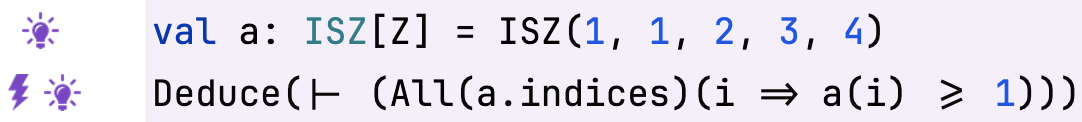 val a: ISZ[Z] = ISZ(1, 1, 2, 3, 4)
Deduce(⊢ (All(a.indices)(i ⇒ a(i) ⩾ 1)))